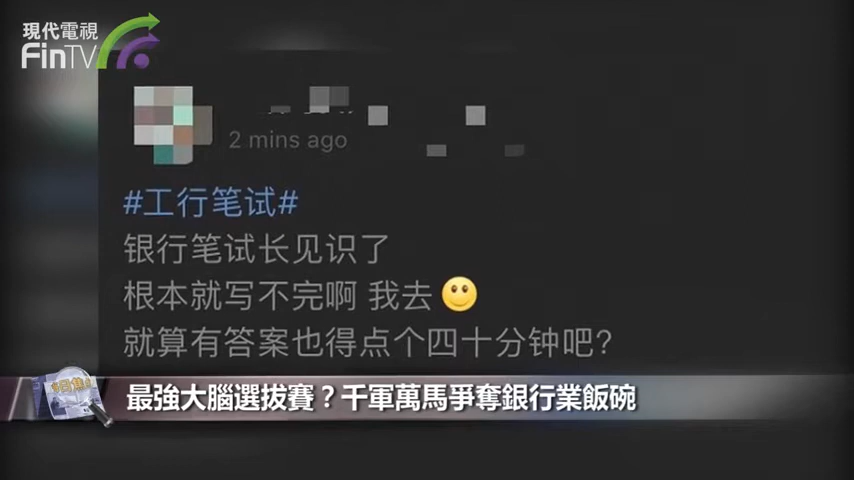 現代電視
FinTV
2 mins ago
#工行笔试#
银行笔试长见识了
根本就写不完啊 我去
就算有答案也得点个四十分钟吧?
最強大腦選拔賽？千軍萬馬爭奪銀行業飯碗